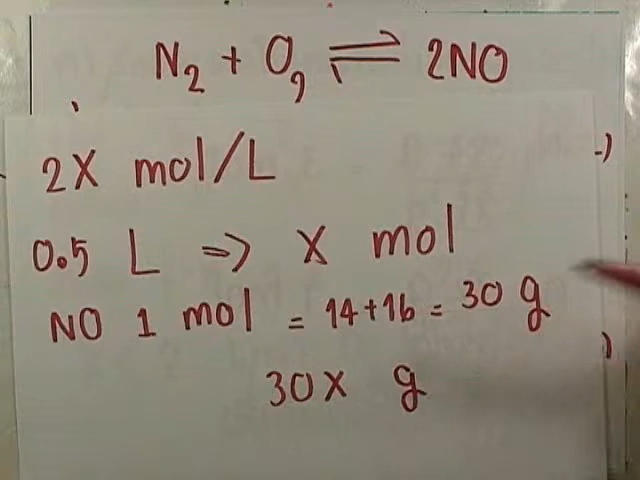 N₂ + O₂ ⇌ 2NO
2X mol/L
0.5 L ⇒ X mol
NO 1 mol = 14+16 = 30 g
30X g